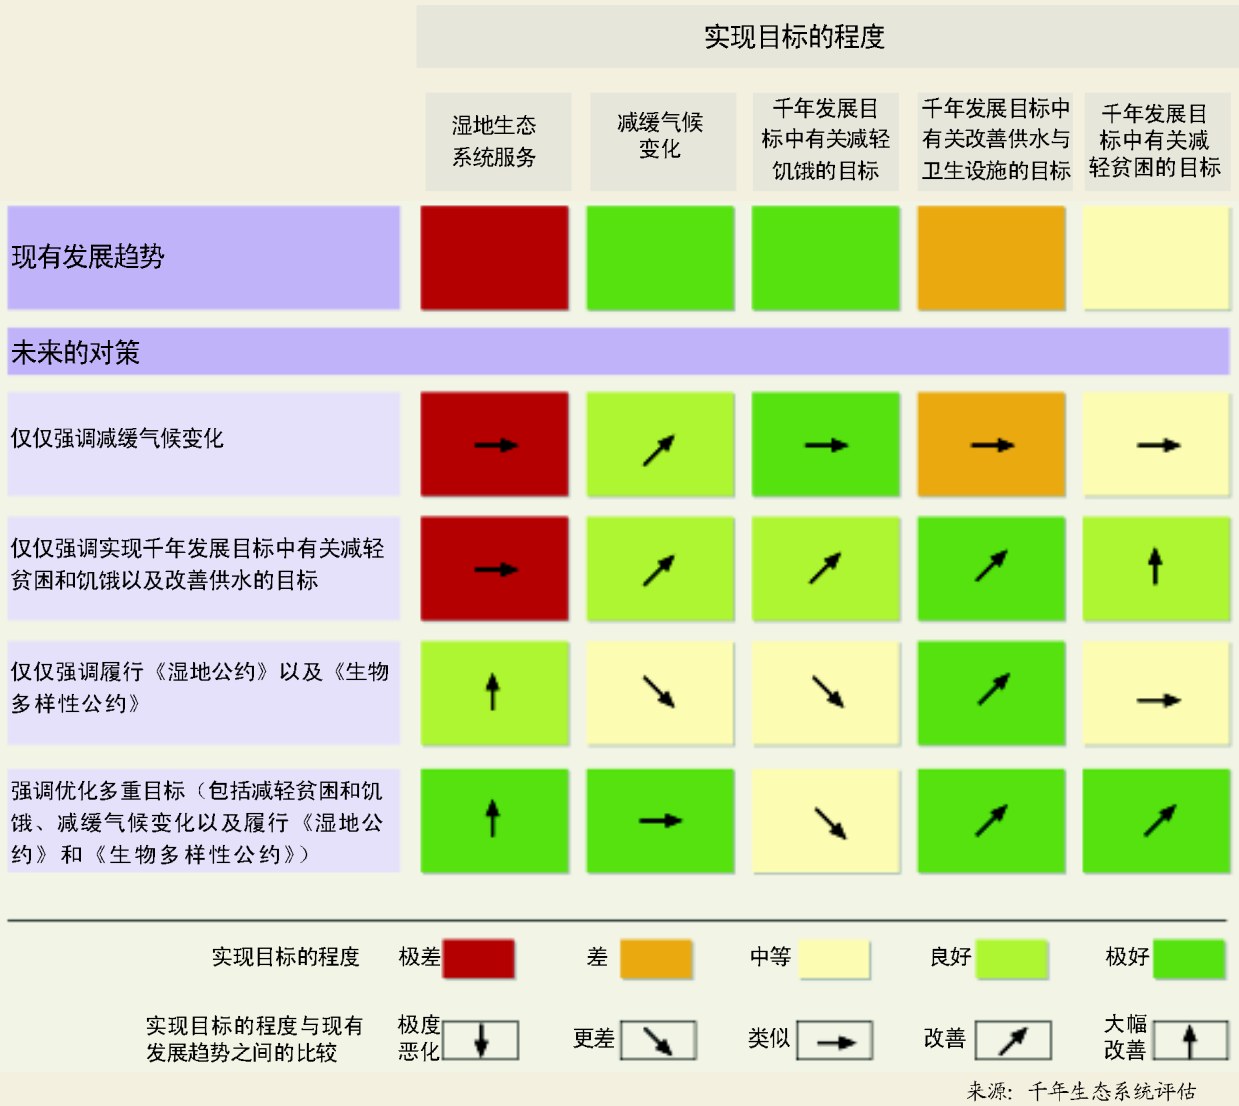 实现目标的程度
湿地生态
系统服务
减缓气候
变化
千年发展目
标中有关减轻
饥饿的目标
千年发展目标中
有关改善供水与
卫生设施的目标
千年发展目
标中有关减
轻贫困的目标
现有发展趋势
未来的对策
仅仅强调减缓气候变化
仅仅强调实现千年发展目标中有关减轻
贫困和饥饿以及改善供水的目标
仅仅强调履行《湿地公约》以及《生物
多样性公约》
强调优化多重目标（包括减轻贫困和饥
饿、减缓气候变化以及履行《湿地公
约》和《生物多样性公约》）
实现目标的程度
极差
差
中等
良好
极好
实现目标的程度与现有
发展趋势之间的比较
极度
恶化
更差
类似
改善
大幅
改善
来源：千年生态系统评估